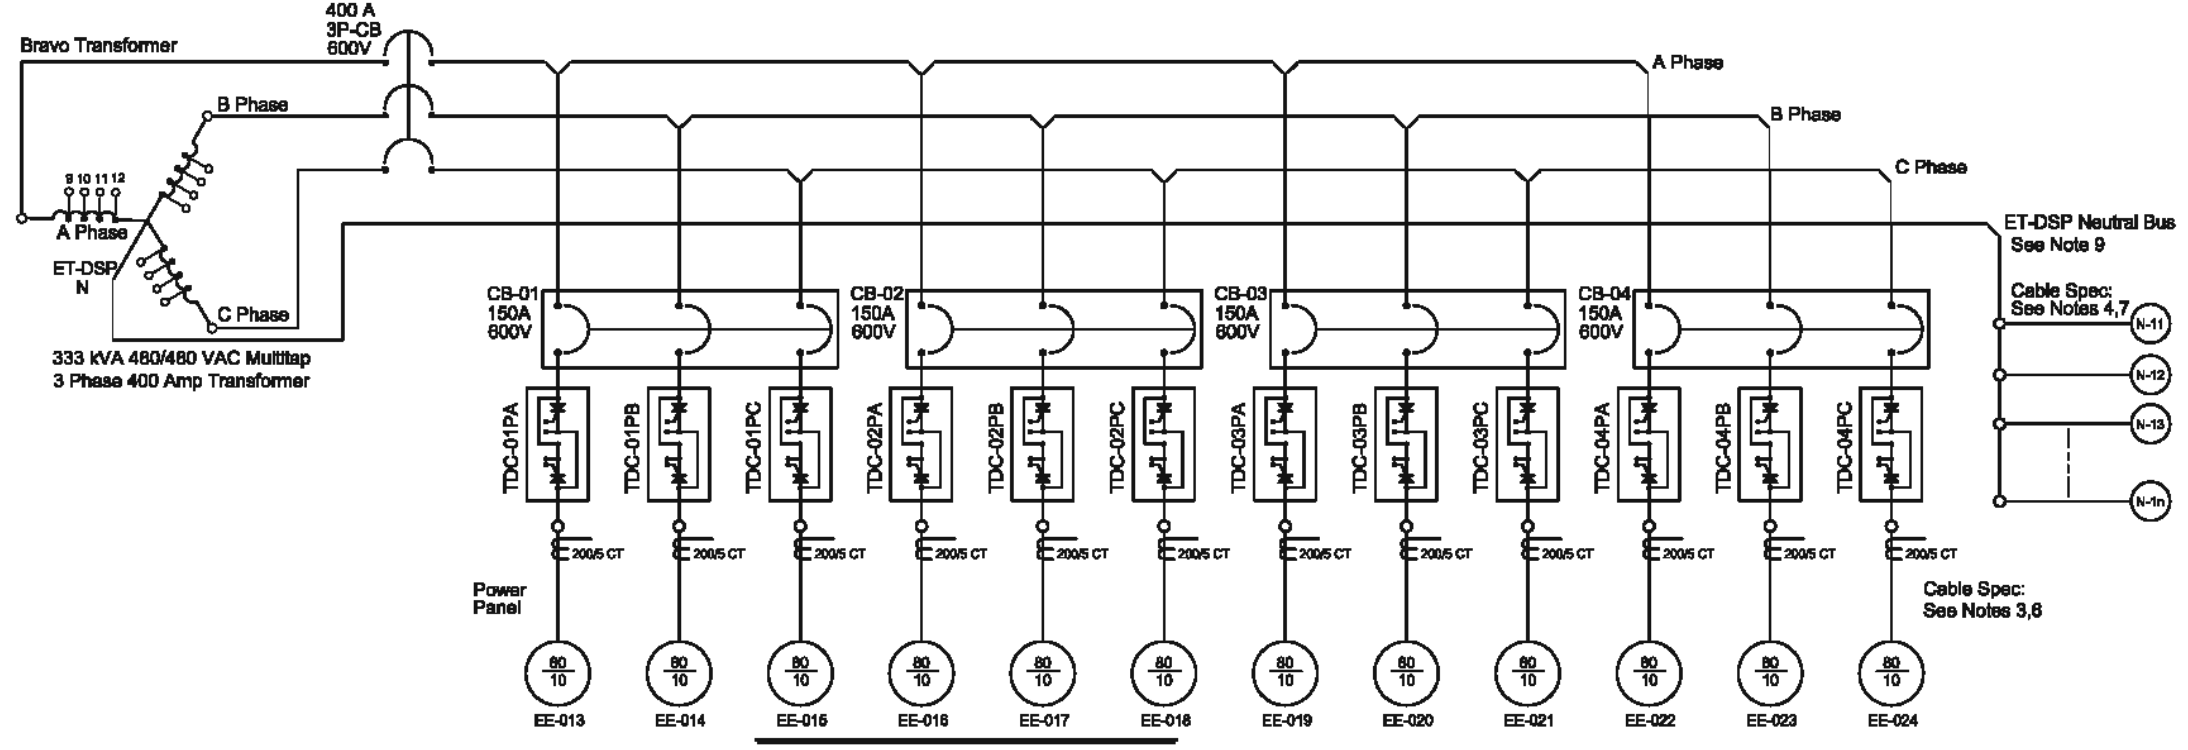 400 A
3P-CB
600V
Bravo Transformer
A Phase
B Phase
B Phase
C Phase
9 10 11 12
A Phase
ET-DSP
N
C Phase
333 kVA 480/480 VAC Multitap
3 Phase 400 Amp Transformer
ET-DSP Neutral Bus
See Note 9
Cable Spec:
See Notes 4,7
N-11
N-12
N-13
N-1n
CB-01
150A
600V
CB-02
150A
600V
CB-03
150A
600V
CB-04
150A
600V
TDC-01PA
TDC-01PB
TDC-01PC
TDC-02PA
TDC-02PB
TDC-02PC
TDC-03PA
TDC-03PB
TDC-03PC
TDC-04PA
TDC-04PB
TDC-04PC
200/5 CT
200/5 CT
200/5 CT
200/5 CT
200/5 CT
200/5 CT
200/5 CT
200/5 CT
200/5 CT
200/5 CT
200/5 CT
200/5 CT
Power
Panel
Cable Spec:
See Notes 3,6
80
10
80
10
80
10
80
10
80
10
80
10
80
10
80
10
80
10
80
10
80
10
80
10
EE-013
EE-014
EE-015
EE-016
EE-017
EE-018
EE-019
EE-020
EE-021
EE-022
EE-023
EE-024